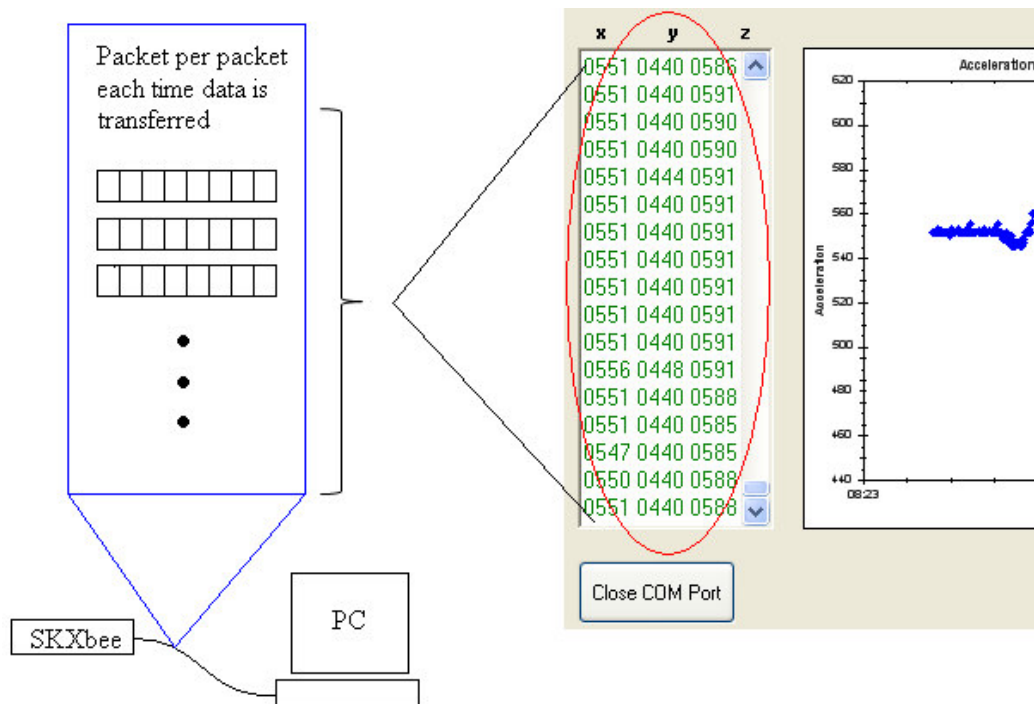 Packet per packet
each time data is
transferred
SKXbee
PC
x y z
0551 0440 0586
0551 0440 0591
0551 0440 0590
0551 0440 0590
0551 0444 0591
0551 0440 0591
0551 0440 0591
0551 0440 0591
0551 0440 0591
0551 0440 0591
0551 0440 0591
0556 0448 0591
0551 0440 0588
0551 0440 0585
0547 0440 0585
0550 0440 0588
0551 0440 0588
Close COM Port
Acceleration
Acceleration
620
600
580
560
540
520
500
480
460
440
08:23